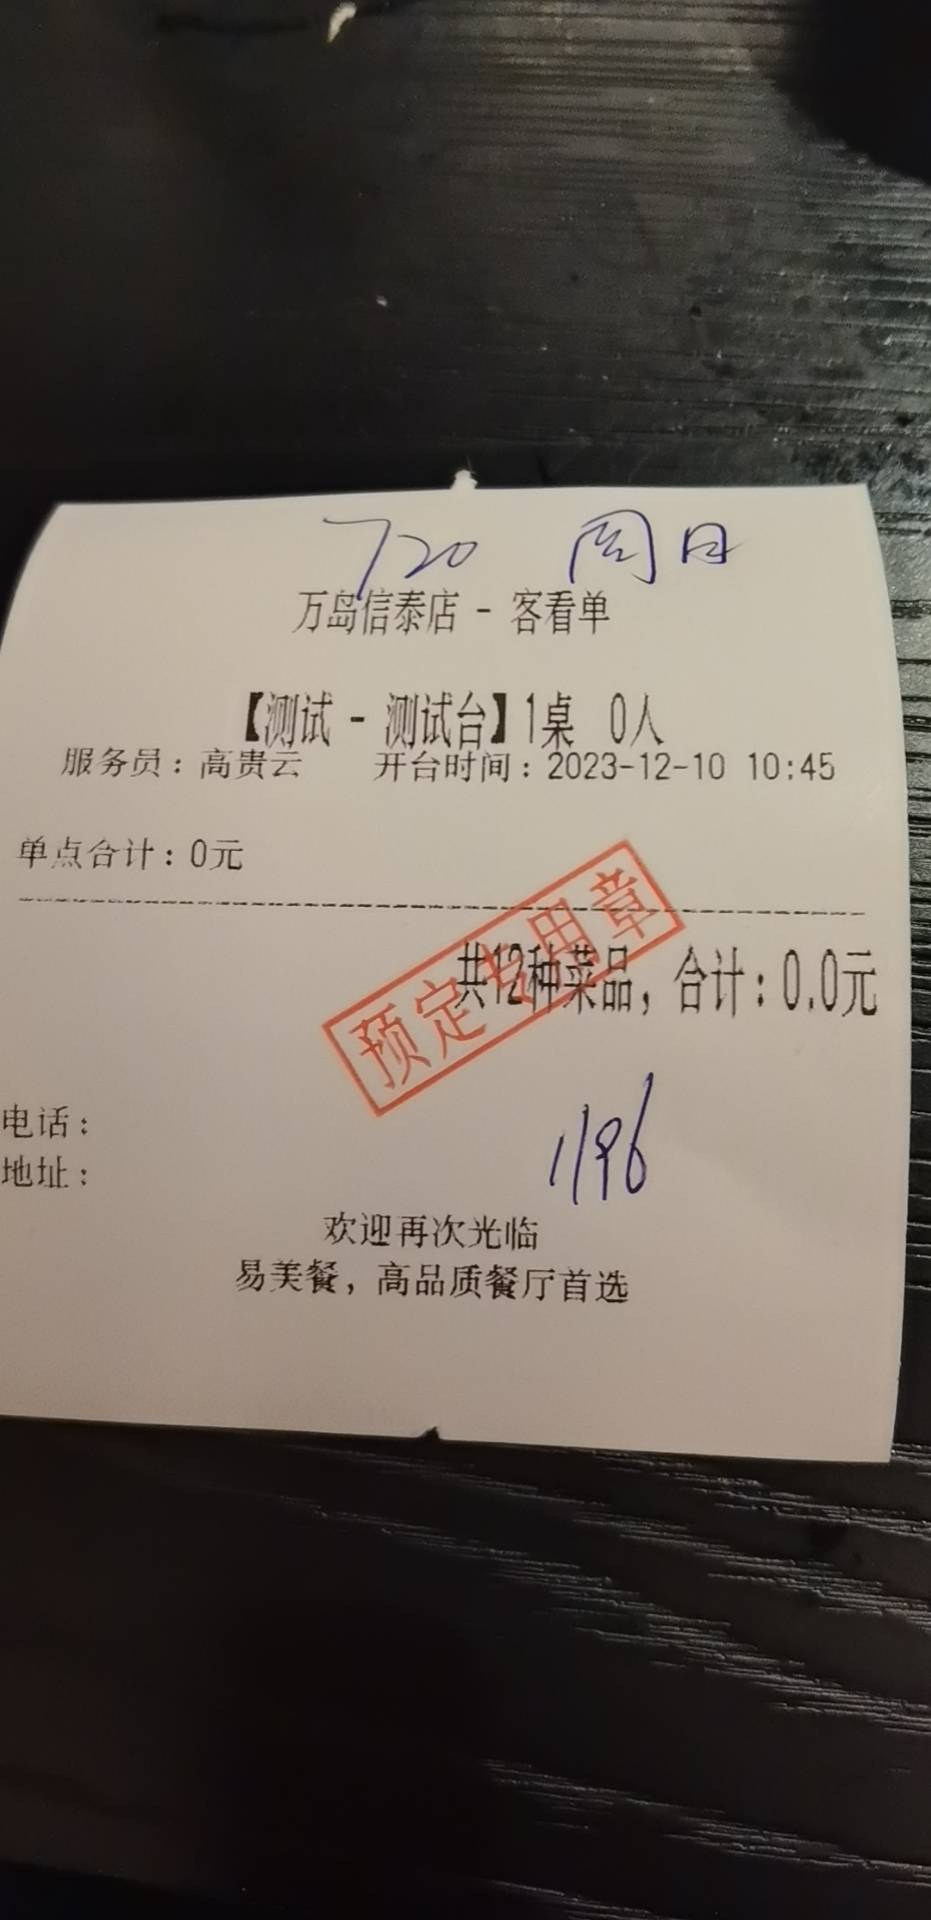 720 周日
万岛信泰店 - 客看单
【测试 - 测试台】1桌 0人
服务员：高贵云 开台时间：2023-12-10 10:45
单点合计：0元
预定专用章
共12种菜品，合计：0.0元
电话：
1196
地址：
欢迎再次光临
易美餐，高品质餐厅首选